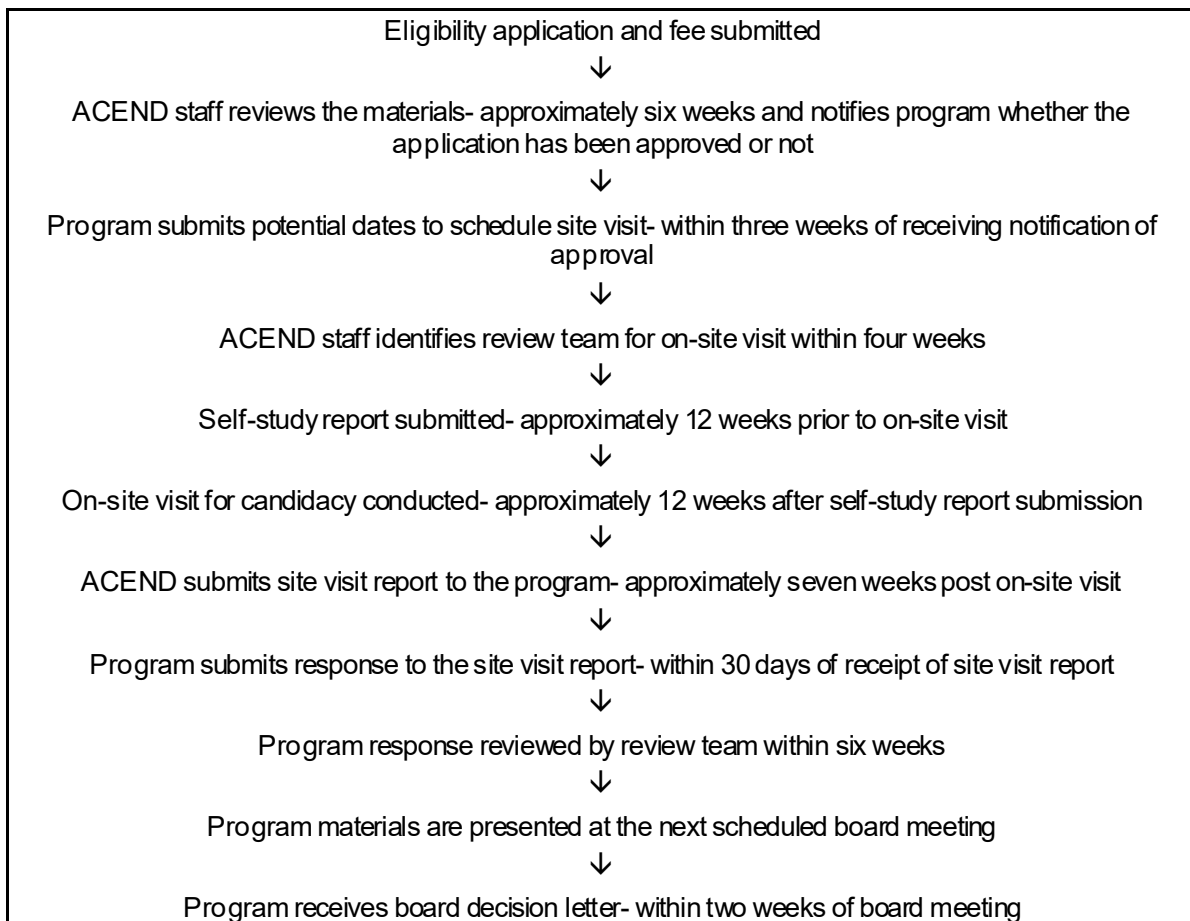 Eligibility application and fee submitted
↓
ACEND staff reviews the materials- approximately six weeks and notifies program whether the
application has been approved or not
↓
Program submits potential dates to schedule site visit- within three weeks of receiving notification of
approval
↓
ACEND staff identifies review team for on-site visit within four weeks
↓
Self-study report submitted- approximately 12 weeks prior to on-site visit
↓
On-site visit for candidacy conducted- approximately 12 weeks after self-study report submission
↓
ACEND submits site visit report to the program- approximately seven weeks post on-site visit
↓
Program submits response to the site visit report- within 30 days of receipt of site visit report
↓
Program response reviewed by review team within six weeks
↓
Program materials are presented at the next scheduled board meeting
↓
Program receives board decision letter- within two weeks of board meeting